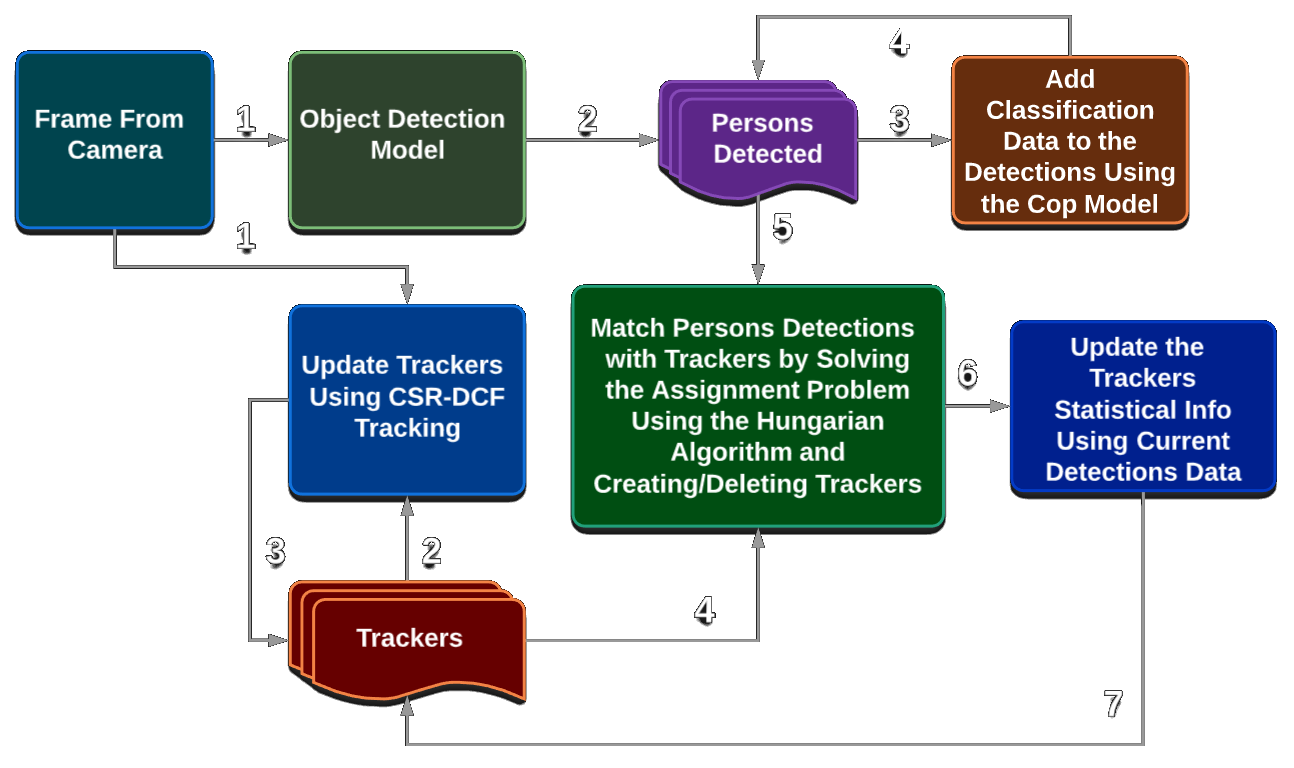 Frame From
Camera
1
Object Detection
Model
2
Persons
Detected
3
4
Add
Classification
Data to the
Detections Using
the Cop Model
1
5
Update Trackers
Using CSR-DCF
Tracking
Match Persons Detections
with Trackers by Solving
the Assignment Problem
Using the Hungarian
Algorithm and
Creating/Deleting Trackers
6
Update the
Trackers
Statistical Info
Using Current
Detections Data
3
2
Trackers
4
7